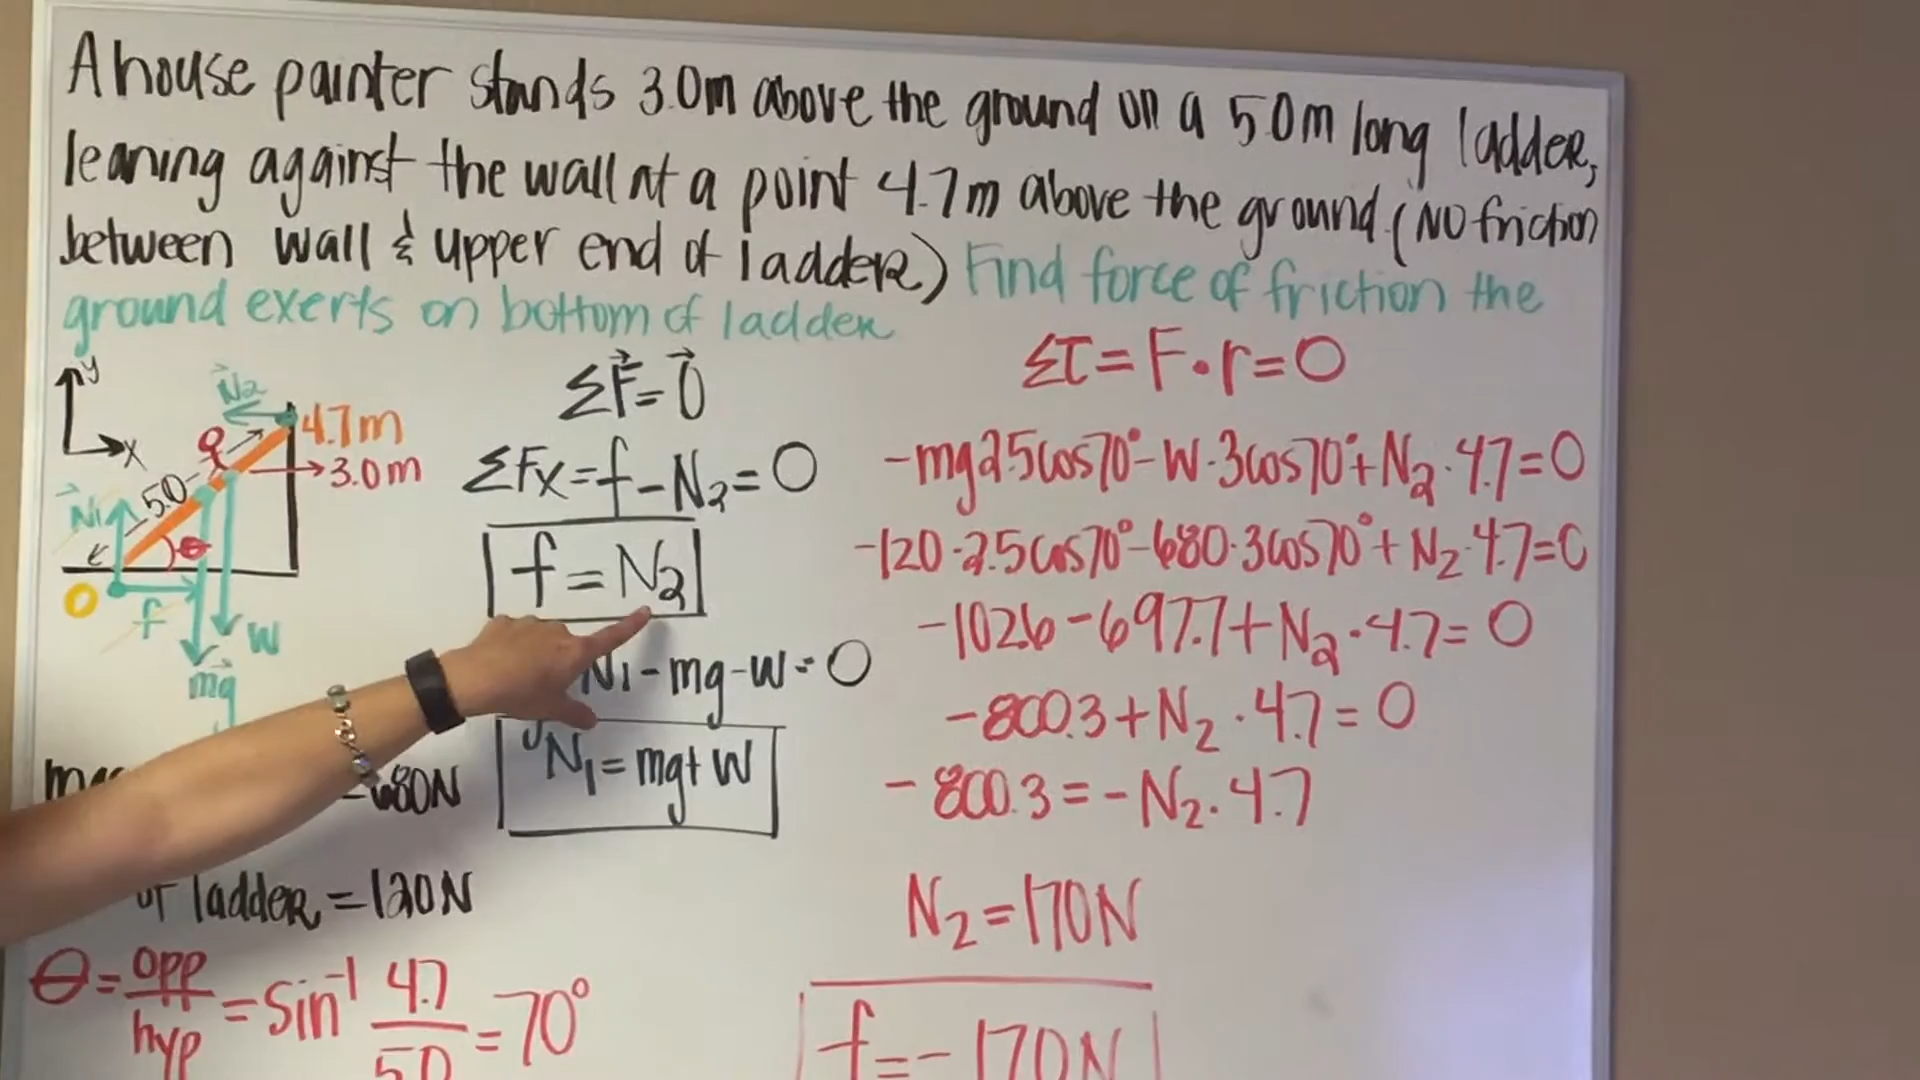 A house painter stands 3.0m above the ground on a 5.0m long ladder,
leaning against the wall at a point 4.7m above the ground. (NO friction
between wall & upper end of ladder) Find force of friction the
ground exerts on bottom of ladder
y
x
N₂
4.7m
3.0m
5.0
N₁
θ
O
f
W
mg
ΣF=0
ΣFx=f-N₂=0
f=N₂
N₁-mg-W=0
N₁=mg+W
680N
of ladder=120N
θ=opp/hyp=sin⁻¹ 4.7/5.0=70°
Στ=F·r=0
-mg2.5cos70°-W·3cos70°+N₂·4.7=0
-120·2.5cos70°-680·3cos70°+N₂·4.7=0
-102.6-697.7+N₂·4.7=0
-800.3+N₂·4.7=0
-800.3=-N₂·4.7
N₂=170N
f=-170N